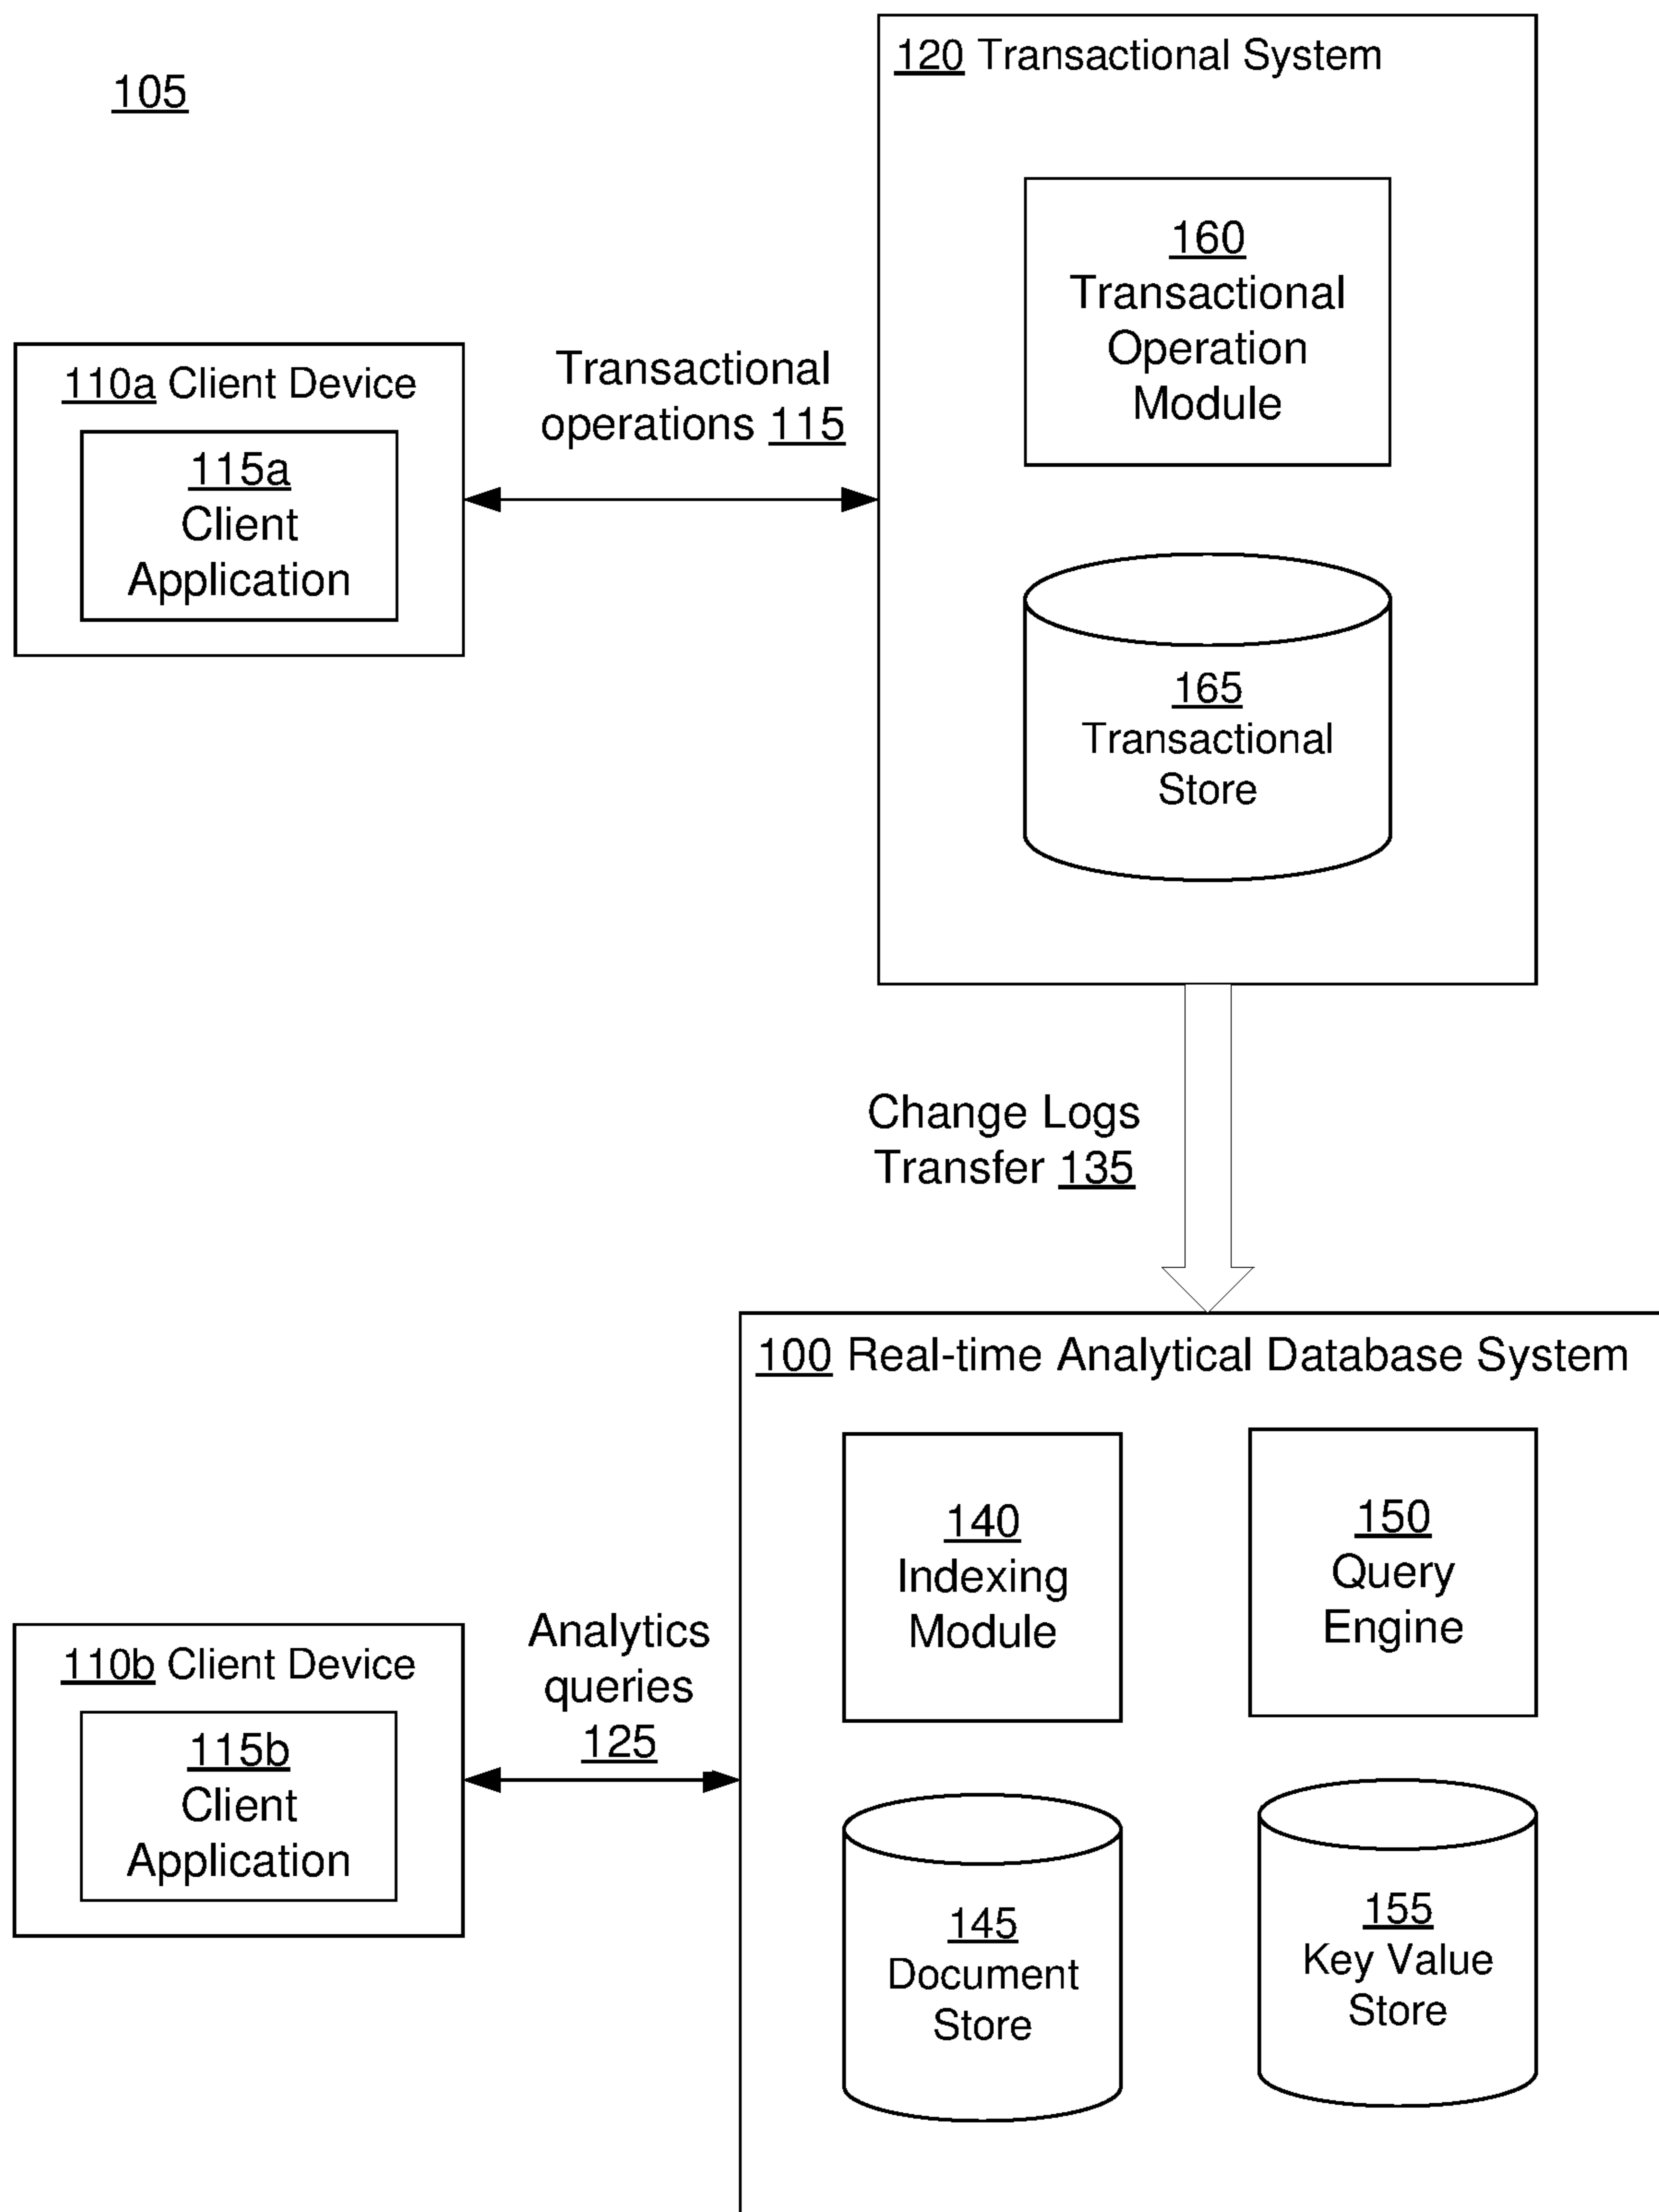 105
120 Transactional System
160
Transactional
Operation
Module
110a Client Device
115a
Client
Application
Transactional
operations 115
165
Transactional
Store
Change Logs
Transfer 135
100 Real-time Analytical Database System
140
Indexing
Module
150
Query
Engine
110b Client Device
115b
Client
Application
Analytics
queries
125
145
Document
Store
155
Key Value
Store